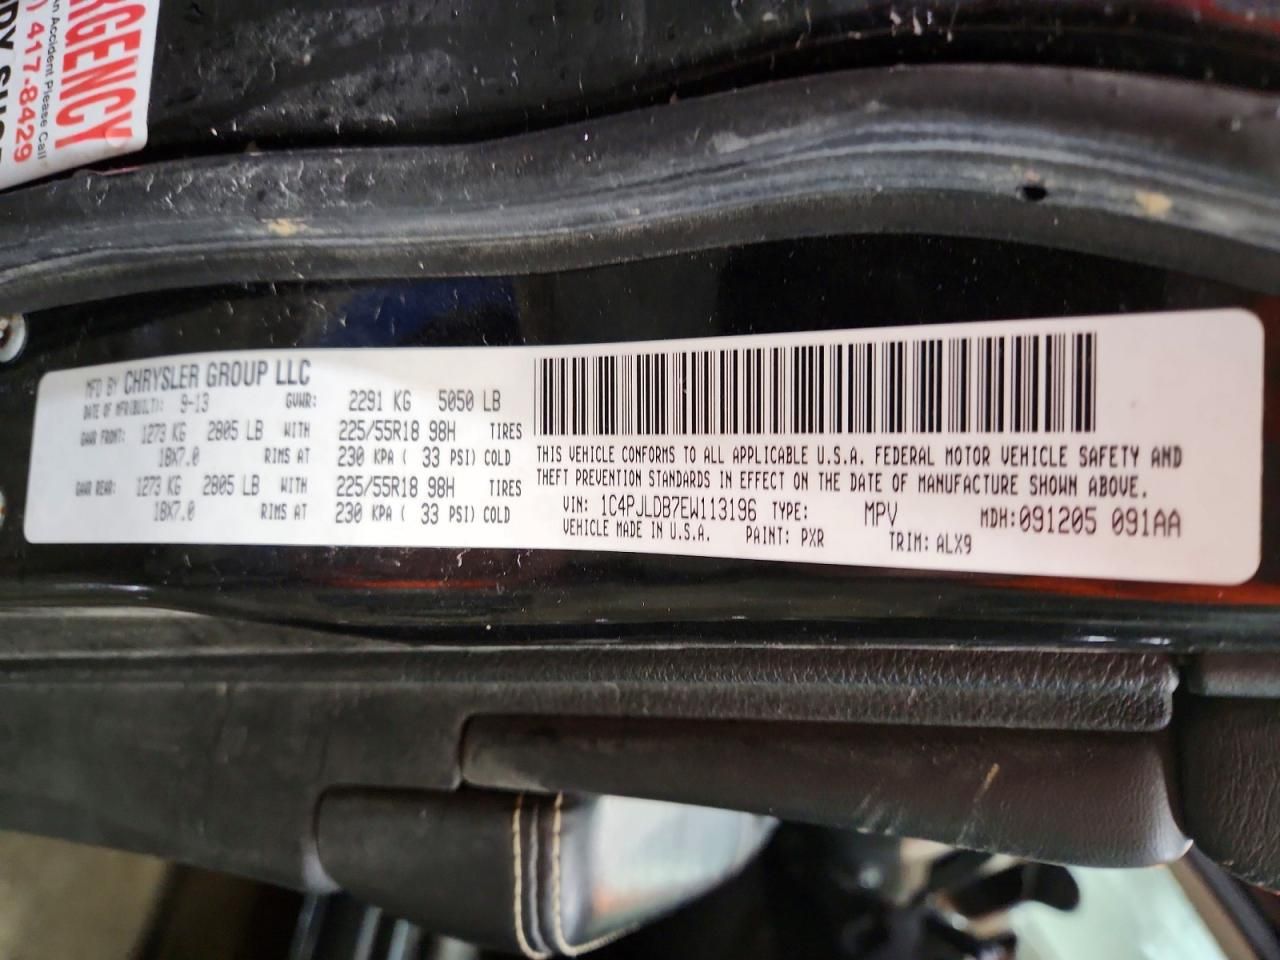 MFD BY CHRYSLER GROUP LLC
DATE OF MFR(BUILT): 9-13 GVWR: 2291 KG 5050 LB
GAWR FRONT: 1273 KG 2805 LB WITH 225/55R18 98H TIRES
18X7.0 RIMS AT 230 KPA ( 33 PSI) COLD
GAWR REAR: 1273 KG 2805 LB WITH 225/55R18 98H TIRES
18X7.0 RIMS AT 230 KPA ( 33 PSI) COLD
THIS VEHICLE CONFORMS TO ALL APPLICABLE U.S.A. FEDERAL MOTOR VEHICLE SAFETY AND
THEFT PREVENTION STANDARDS IN EFFECT ON THE DATE OF MANUFACTURE SHOWN ABOVE.
VIN: 1C4PJLDB7EW113196 TYPE: MPV MDH:091205 091AA
VEHICLE MADE IN U.S.A. PAINT: PXR TRIM: ALX9
RGENCY
An Accident Please Call
) 417-8429